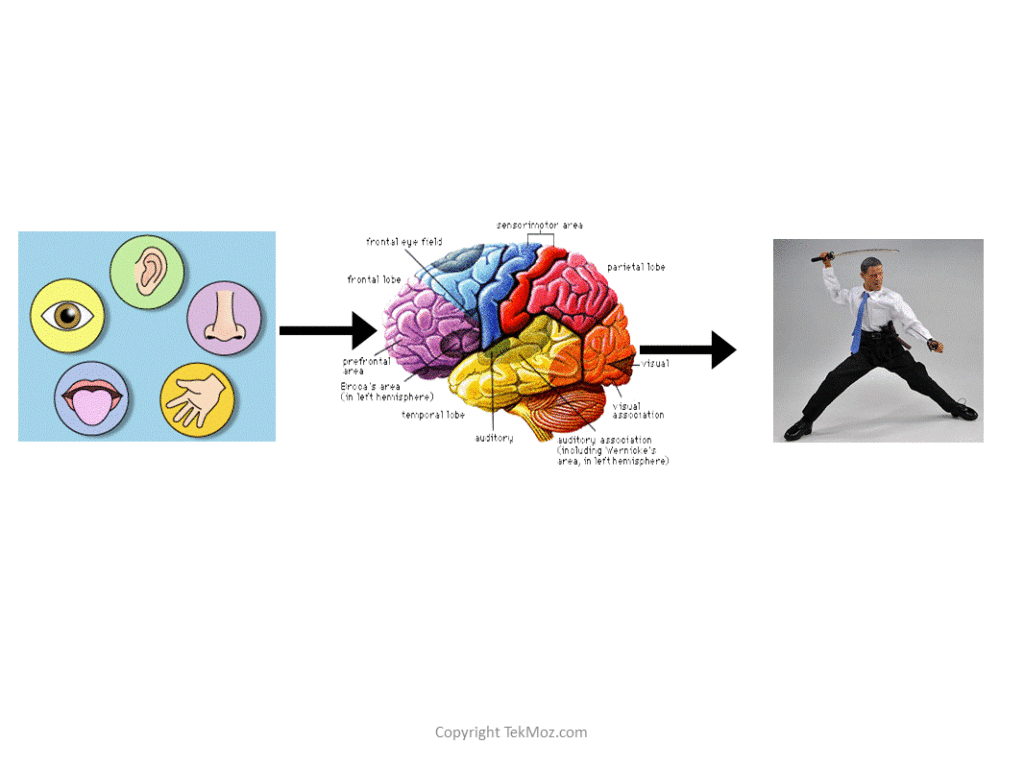 sensorimotor area
frontal eye field
parietal lobe
frontal lobe
prefrontal
area
Broca's area
(in left hemisphere)
temporal lobe
auditory
visual
visual
association
auditory association
(including Wernicke's
area, in left hemisphere)
Copyright TekMoz.com